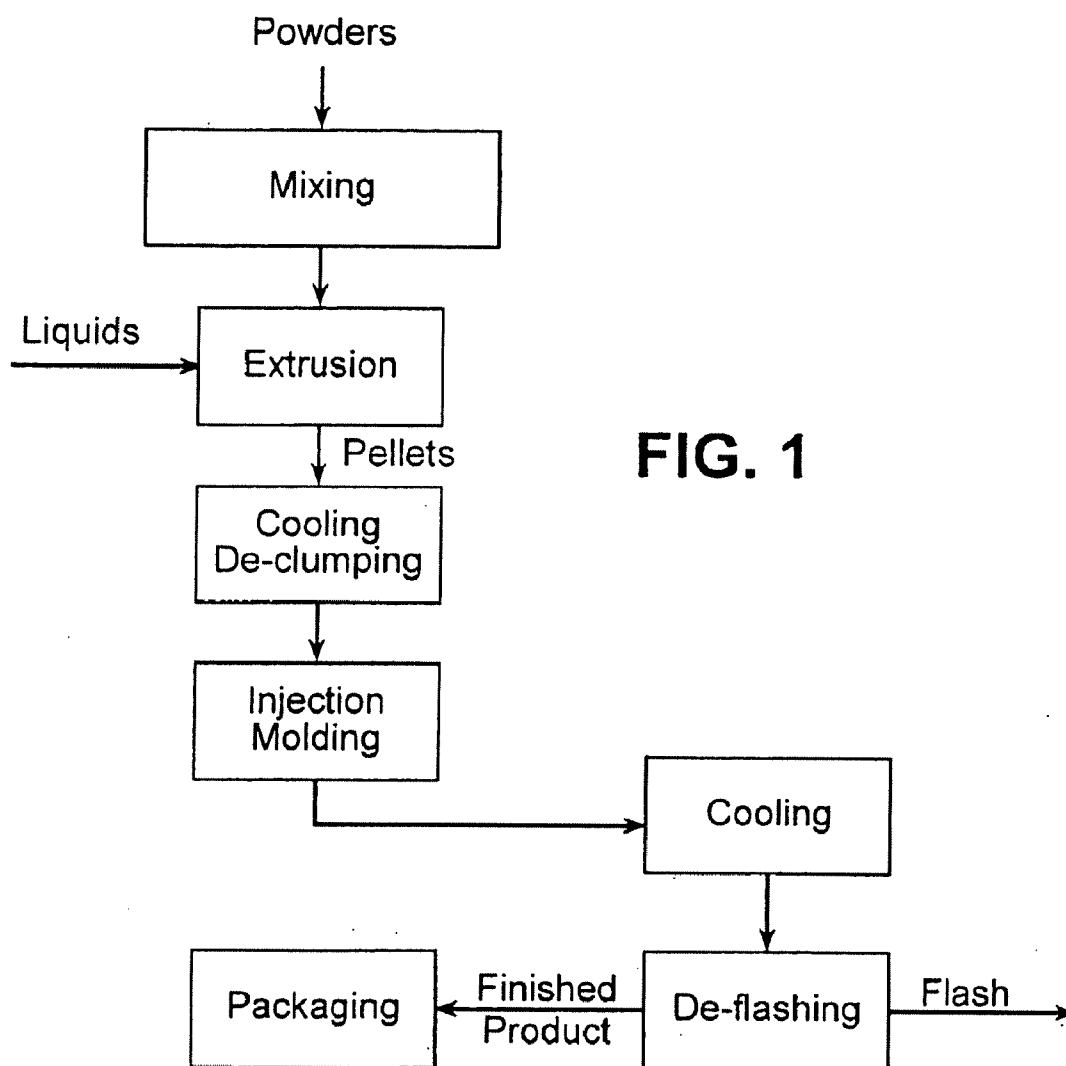 Powders
Mixing
Liquids
Extrusion
Pellets
FIG. 1
Cooling
De-clumping
Injection
Molding
Cooling
Packaging
Finished
Product
De-flashing
Flash